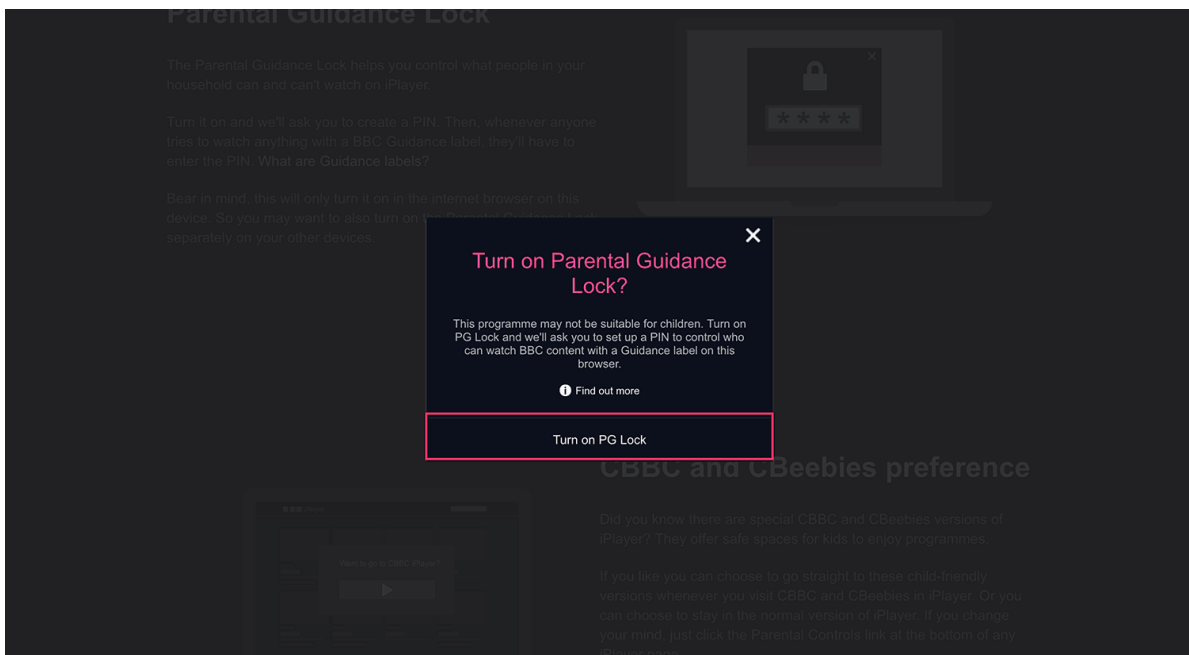 Parental Guidance Lock
The Parental Guidance Lock helps you control what people in your
household can and can't watch on iPlayer.
Turn it on and we'll ask you to create a PIN. Then, whenever anyone
tries to watch anything with a BBC Guidance label, they'll have to
enter the PIN. What are Guidance labels?
Bear in mind, this will only turn it on in the internet browser on this
device. So you may want to also turn on the Parental Guidance Lock
separately on your other devices.
****
Turn on Parental Guidance
Lock?
This programme may not be suitable for children. Turn on
PG Lock and we'll ask you to set up a PIN to control who
can watch BBC content with a Guidance label on this
browser.
Find out more
Turn on PG Lock
CBBC and CBeebies preference
Did you know there are special CBBC and CBeebies versions of
iPlayer? They offer safe spaces for kids to enjoy programmes.
If you like you can choose to go straight to these child-friendly
versions whenever you visit CBBC and CBeebies in iPlayer. Or you
can choose to stay in the normal version of iPlayer. If you change
your mind, just click the Parental Controls link at the bottom of any
iPlayer page.
Want to go to CBBC iPlayer?